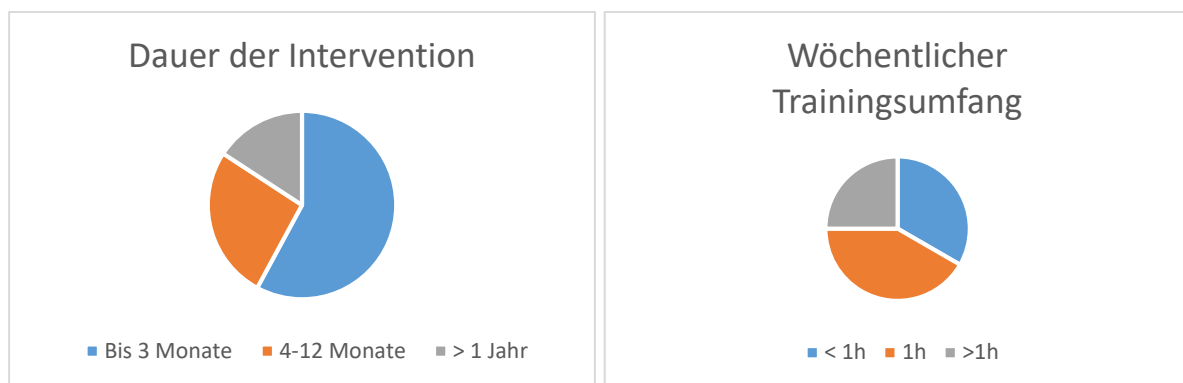 Dauer der Intervention
Bis 3 Monate 4-12 Monate > 1 Jahr
Wöchentlicher
Trainingsumfang
< 1h 1h >1h